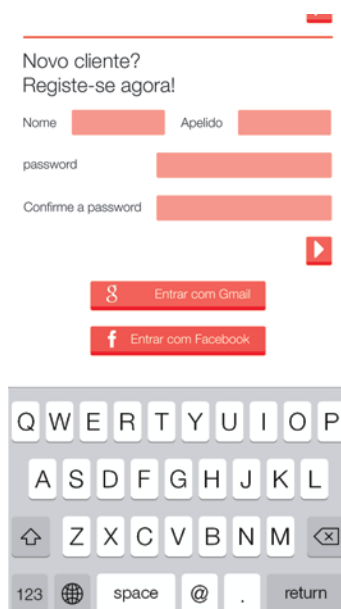 Novo cliente?
Registe-se agora!
Nome Apelido
password
Confirme a password
8 Entrar com Gmail
f Entrar com Facebook
Q W E R T Y U I O P
A S D F G H J K L
Z X C V B N M
123 space @ . return